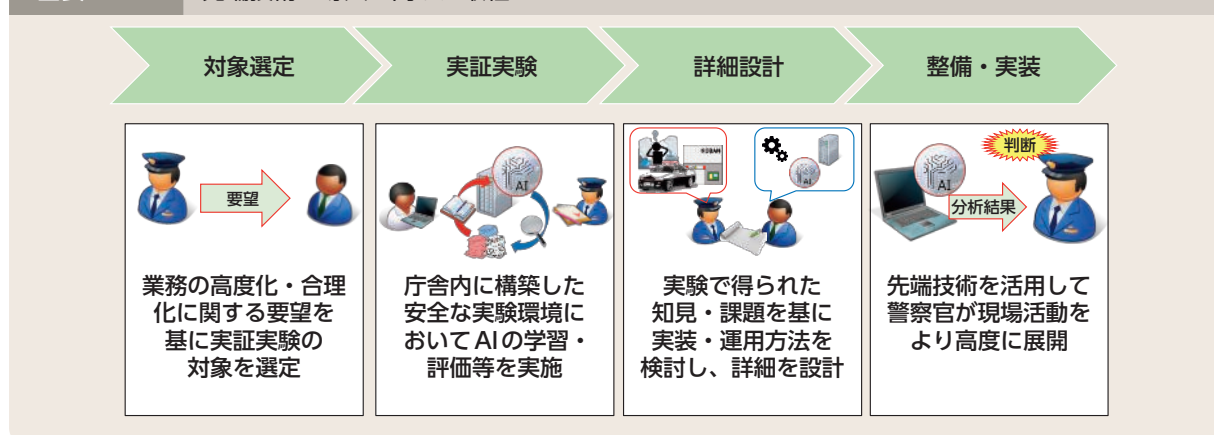 対象選定
実証実験
詳細設計
整備・実装
要望
AI
KOBAN
AI
AI
判断
分析結果
業務の高度化・合理
化に関する要望を
基に実証実験の
対象を選定
庁舎内に構築した
安全な実験環境に
おいてAIの学習・
評価等を実施
実験で得られた
知見・課題を基に
実装・運用方法を
検討し、詳細を設計
先端技術を活用して
警察官が現場活動を
より高度に展開